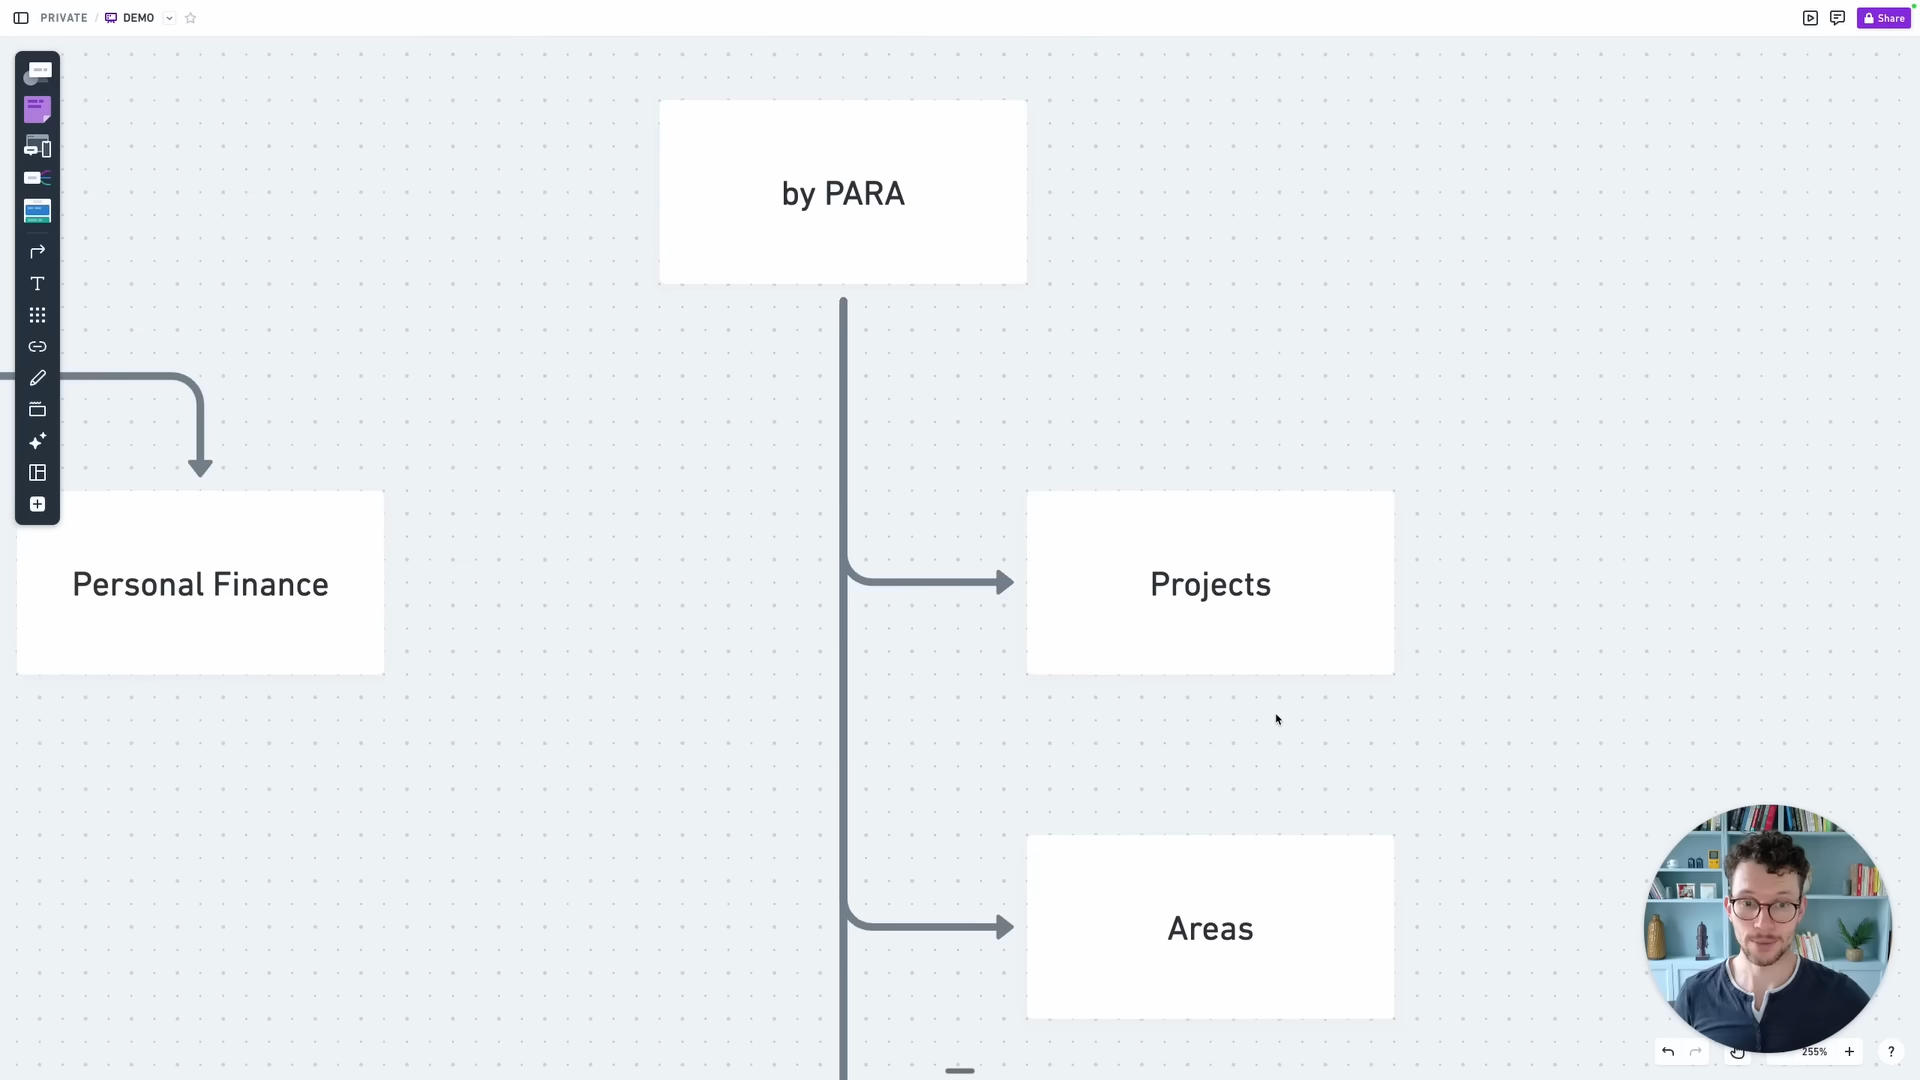 PRIVATE / DEMO
Share
by PARA
Personal Finance
Projects
Areas
255%
?